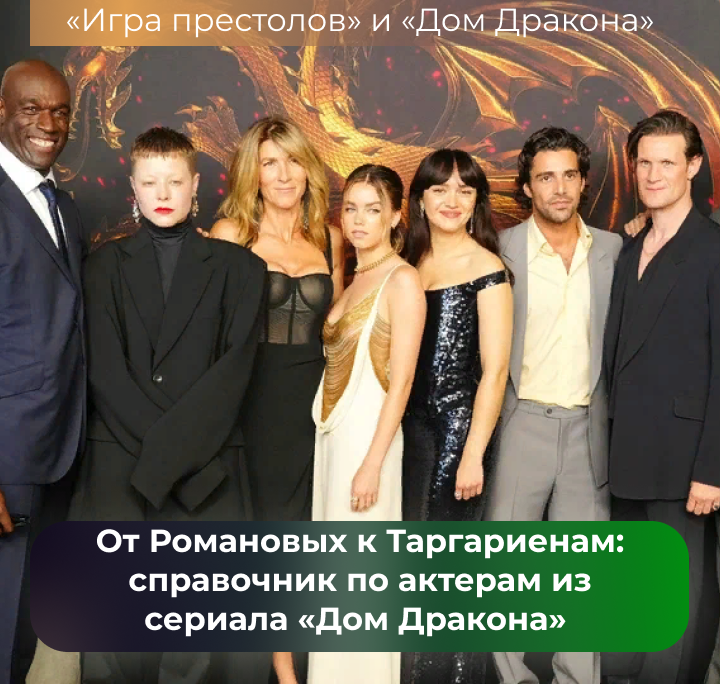 «Игра престолов» и «Дом Дракона»
От Романовых к Таргариенам:
справочник по актерам из
сериала «Дом Дракона»